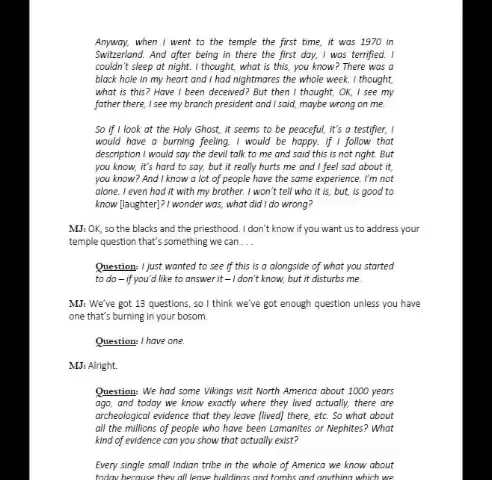 Anyway, when I went to the temple the first time, it was 1970 in
Switzerland. And after being in there the first day, I was terrified. I
couldn't sleep at night. I thought, what is this, you know? There was a
black hole in my heart and I had nightmares the whole week. I thought,
what is this? Have I been deceived? But then I thought, OK, I see my
father there, I see my branch president and I said, maybe wrong on me.
So if I look at the Holy Ghost, it seems to be peaceful, it's a testifier, I
would have a burning feeling, I would be happy. If I follow that
description I would say the devil talk to me and said this is not right. But
you know, it's hard to say, but it really hurts me and I feel sad about it,
you know? And I know a lot of people have the same experience. I'm not
alone. I even had it with my brother. I won't tell who it is, but, is good to
know [laughter]? I wonder was, what did I do wrong?
MJ: OK, so the blacks and the priesthood. I don't know if you want us to address your
temple question that's something we can . . .
Question: I just wanted to see if this is a alongside of what you started
to do – if you'd like to answer it – I don't know, but it disturbs me.
MJ: We've got 13 questions, so I think we've got enough question unless you have
one that's burning in your bosom.
Question: I have one.
MJ: Alright.
Question: We had some Vikings visit North America about 1000 years
ago, and today we know exactly where they lived actually, there are
archeological evidence that they leave [lived] there, etc. So what about
all the millions of people who have been Lamanites or Nephites? What
kind of evidence can you show that actually exist?
Every single small Indian tribe in the whole of America we know about
today because they all leave buildings and tombs and anything which we